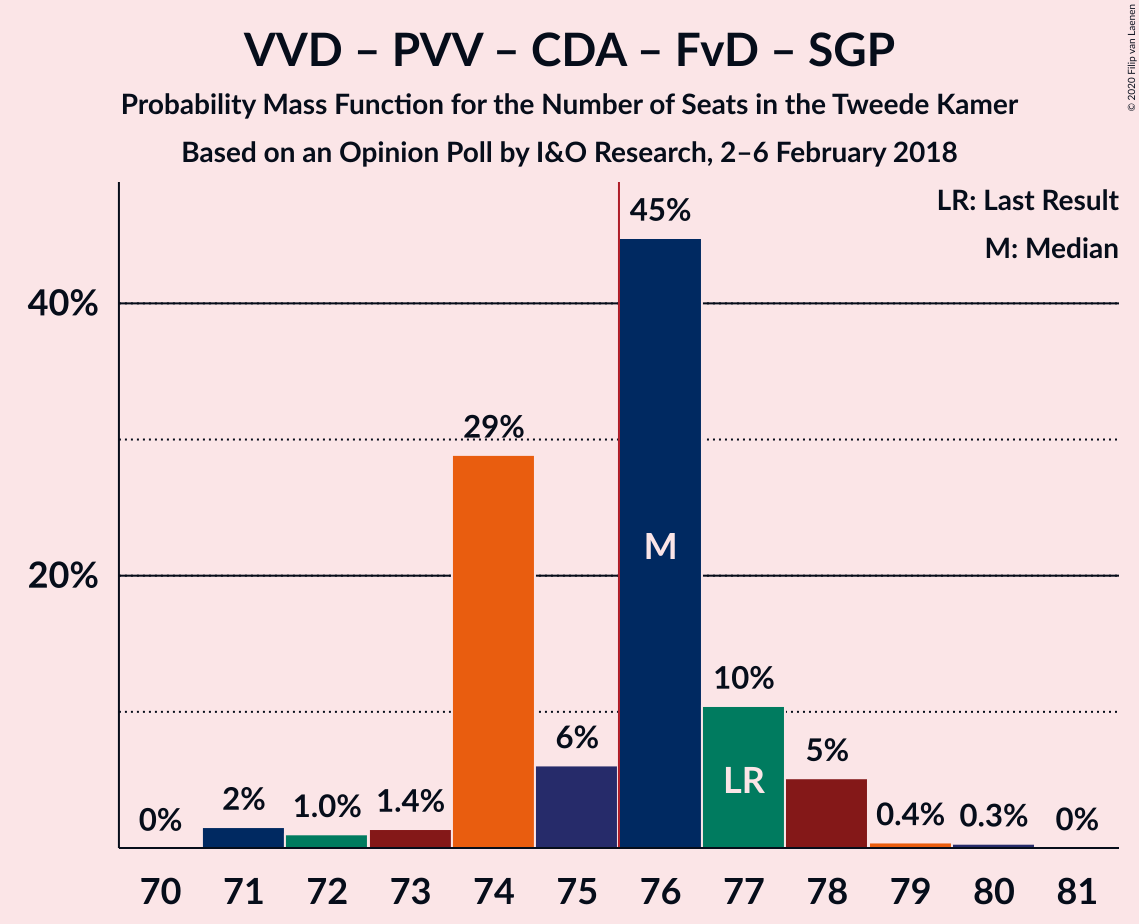 VVD – PVV – CDA – FvD – SGP
Probability Mass Function for the Number of Seats in the Tweede Kamer
Based on an Opinion Poll by I&O Research, 2–6 February 2018
© 2020 Filip van Laenen
LR: Last Result
M: Median
40%
20%
0%
2%
1.0%
1.4%
29%
6%
45%
M
10%
LR
5%
0.4%
0.3%
0%
70 71 72 73 74 75 76 77 78 79 80 81